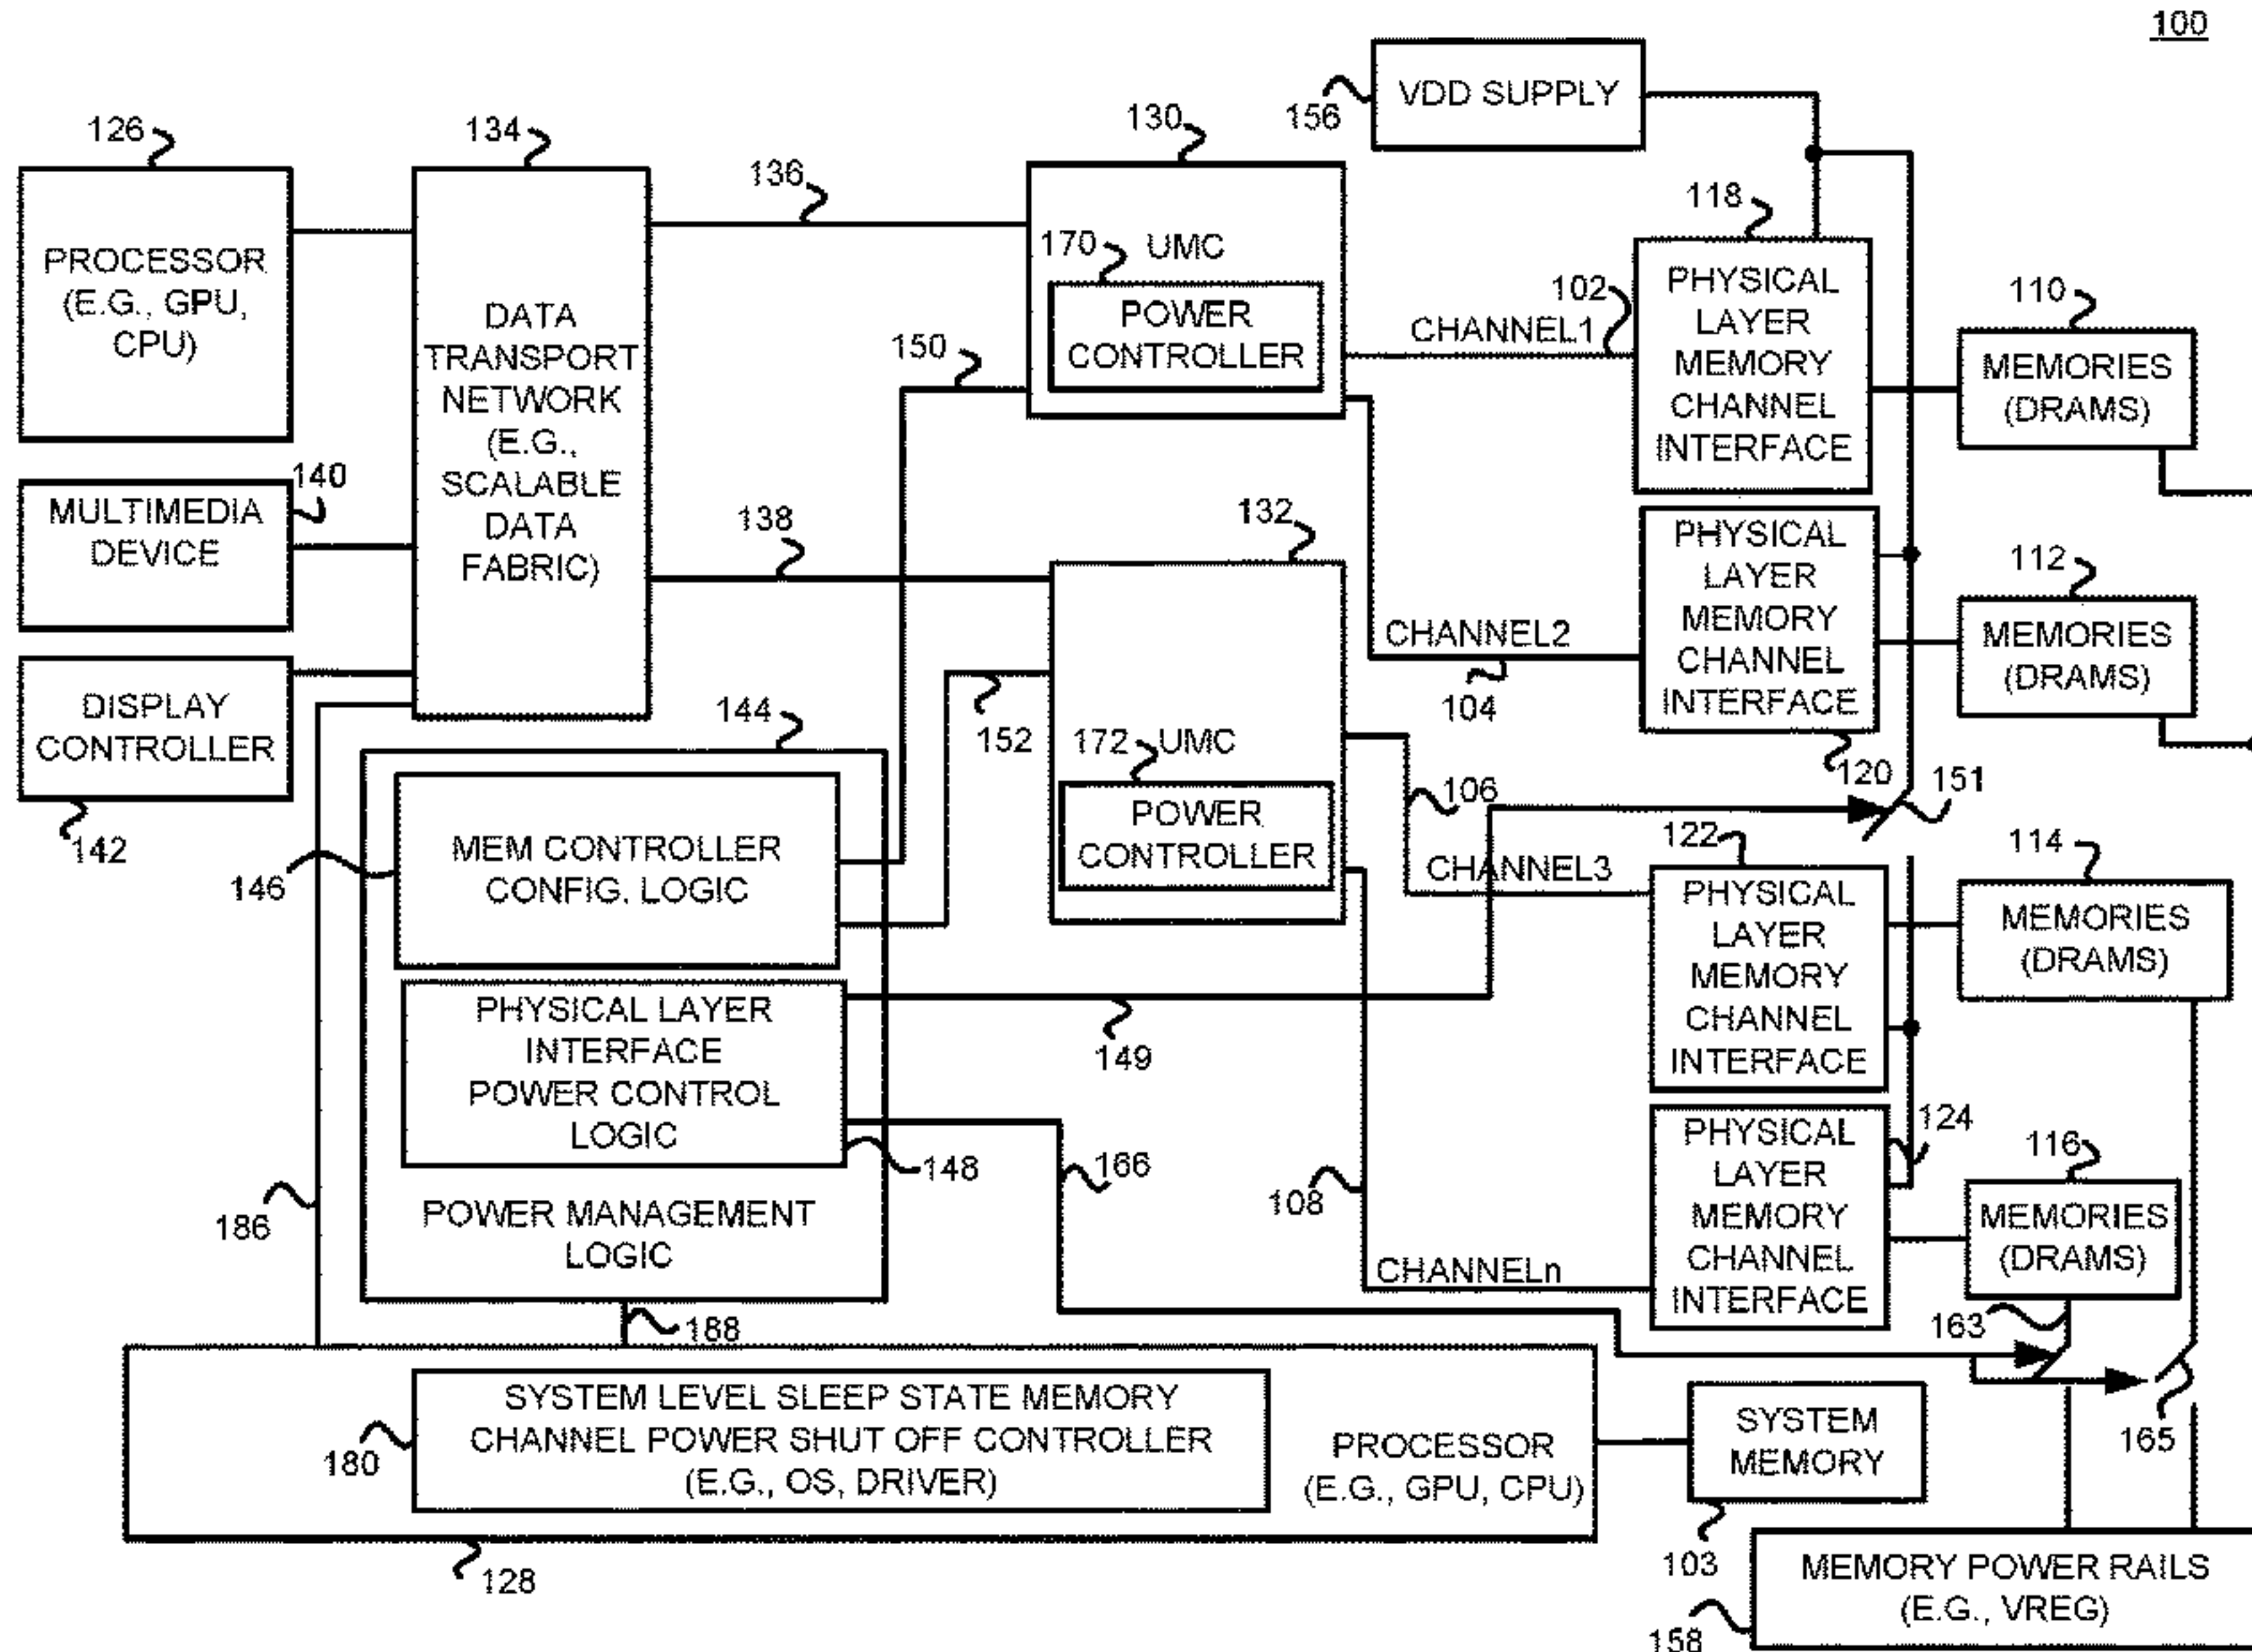 100
VDD SUPPLY
156
126
134
130
136
118
PROCESSOR
(E.G., GPU,
CPU)
DATA
TRANSPORT
NETWORK
(E.G.,
SCALABLE
DATA
FABRIC)
170
UMC
POWER
CONTROLLER
150
102
CHANNEL1
PHYSICAL
LAYER
MEMORY
CHANNEL
INTERFACE
110
MEMORIES
(DRAMS)
140
MULTIMEDIA
DEVICE
138
132
PHYSICAL
LAYER
MEMORY
CHANNEL
INTERFACE
112
MEMORIES
(DRAMS)
CHANNEL2
104
120
151
DISPLAY
CONTROLLER
142
144
152
172
UMC
POWER
CONTROLLER
106
CHANNEL3
122
114
146
MEM CONTROLLER
CONFIG. LOGIC
PHYSICAL
LAYER
MEMORY
CHANNEL
INTERFACE
MEMORIES
(DRAMS)
PHYSICAL LAYER
INTERFACE
POWER CONTROL
LOGIC
149
148
166
108
124
116
186
POWER MANAGEMENT
LOGIC
CHANNELn
PHYSICAL
LAYER
MEMORY
CHANNEL
INTERFACE
MEMORIES
(DRAMS)
188
163
165
SYSTEM LEVEL SLEEP STATE MEMORY
CHANNEL POWER SHUT OFF CONTROLLER
(E.G., OS, DRIVER)
180
PROCESSOR
(E.G., GPU, CPU)
SYSTEM
MEMORY
103
128
MEMORY POWER RAILS
(E.G., VREG)
158